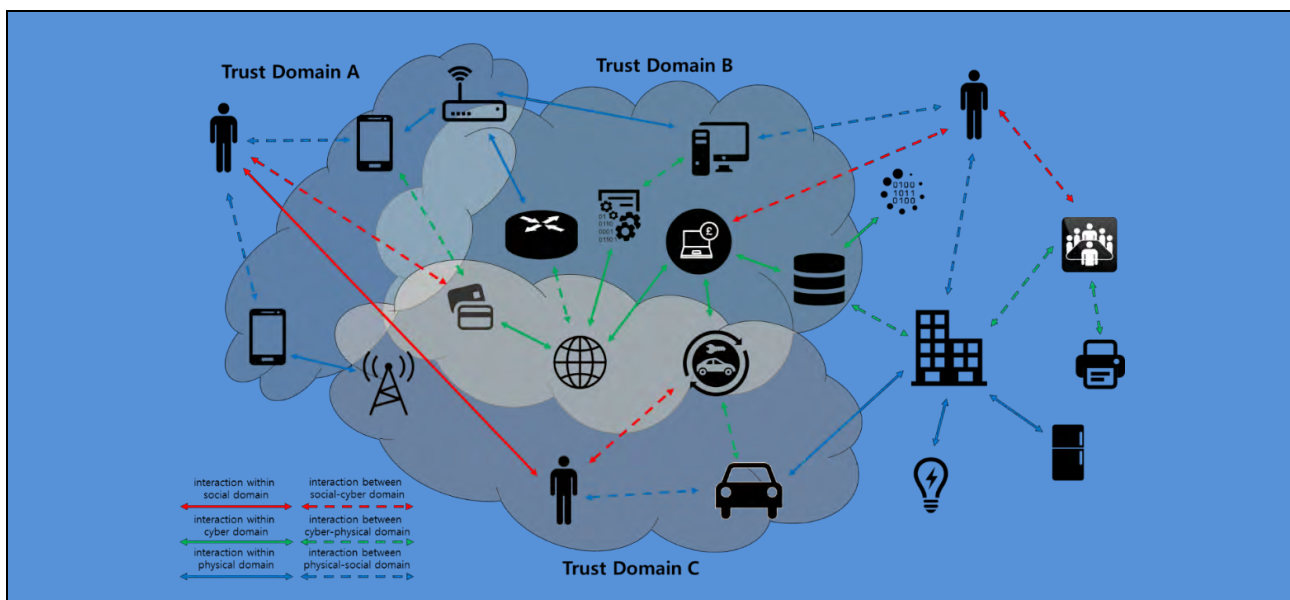 Trust Domain A
Trust Domain B
0100
1011
0100
01
0110
0001
01101
£
interaction within
social domain
interaction between
social-cyber domain
interaction within
cyber domain
interaction between
cyber-physical domain
interaction within
physical domain
interaction between
physical-social domain
Trust Domain C